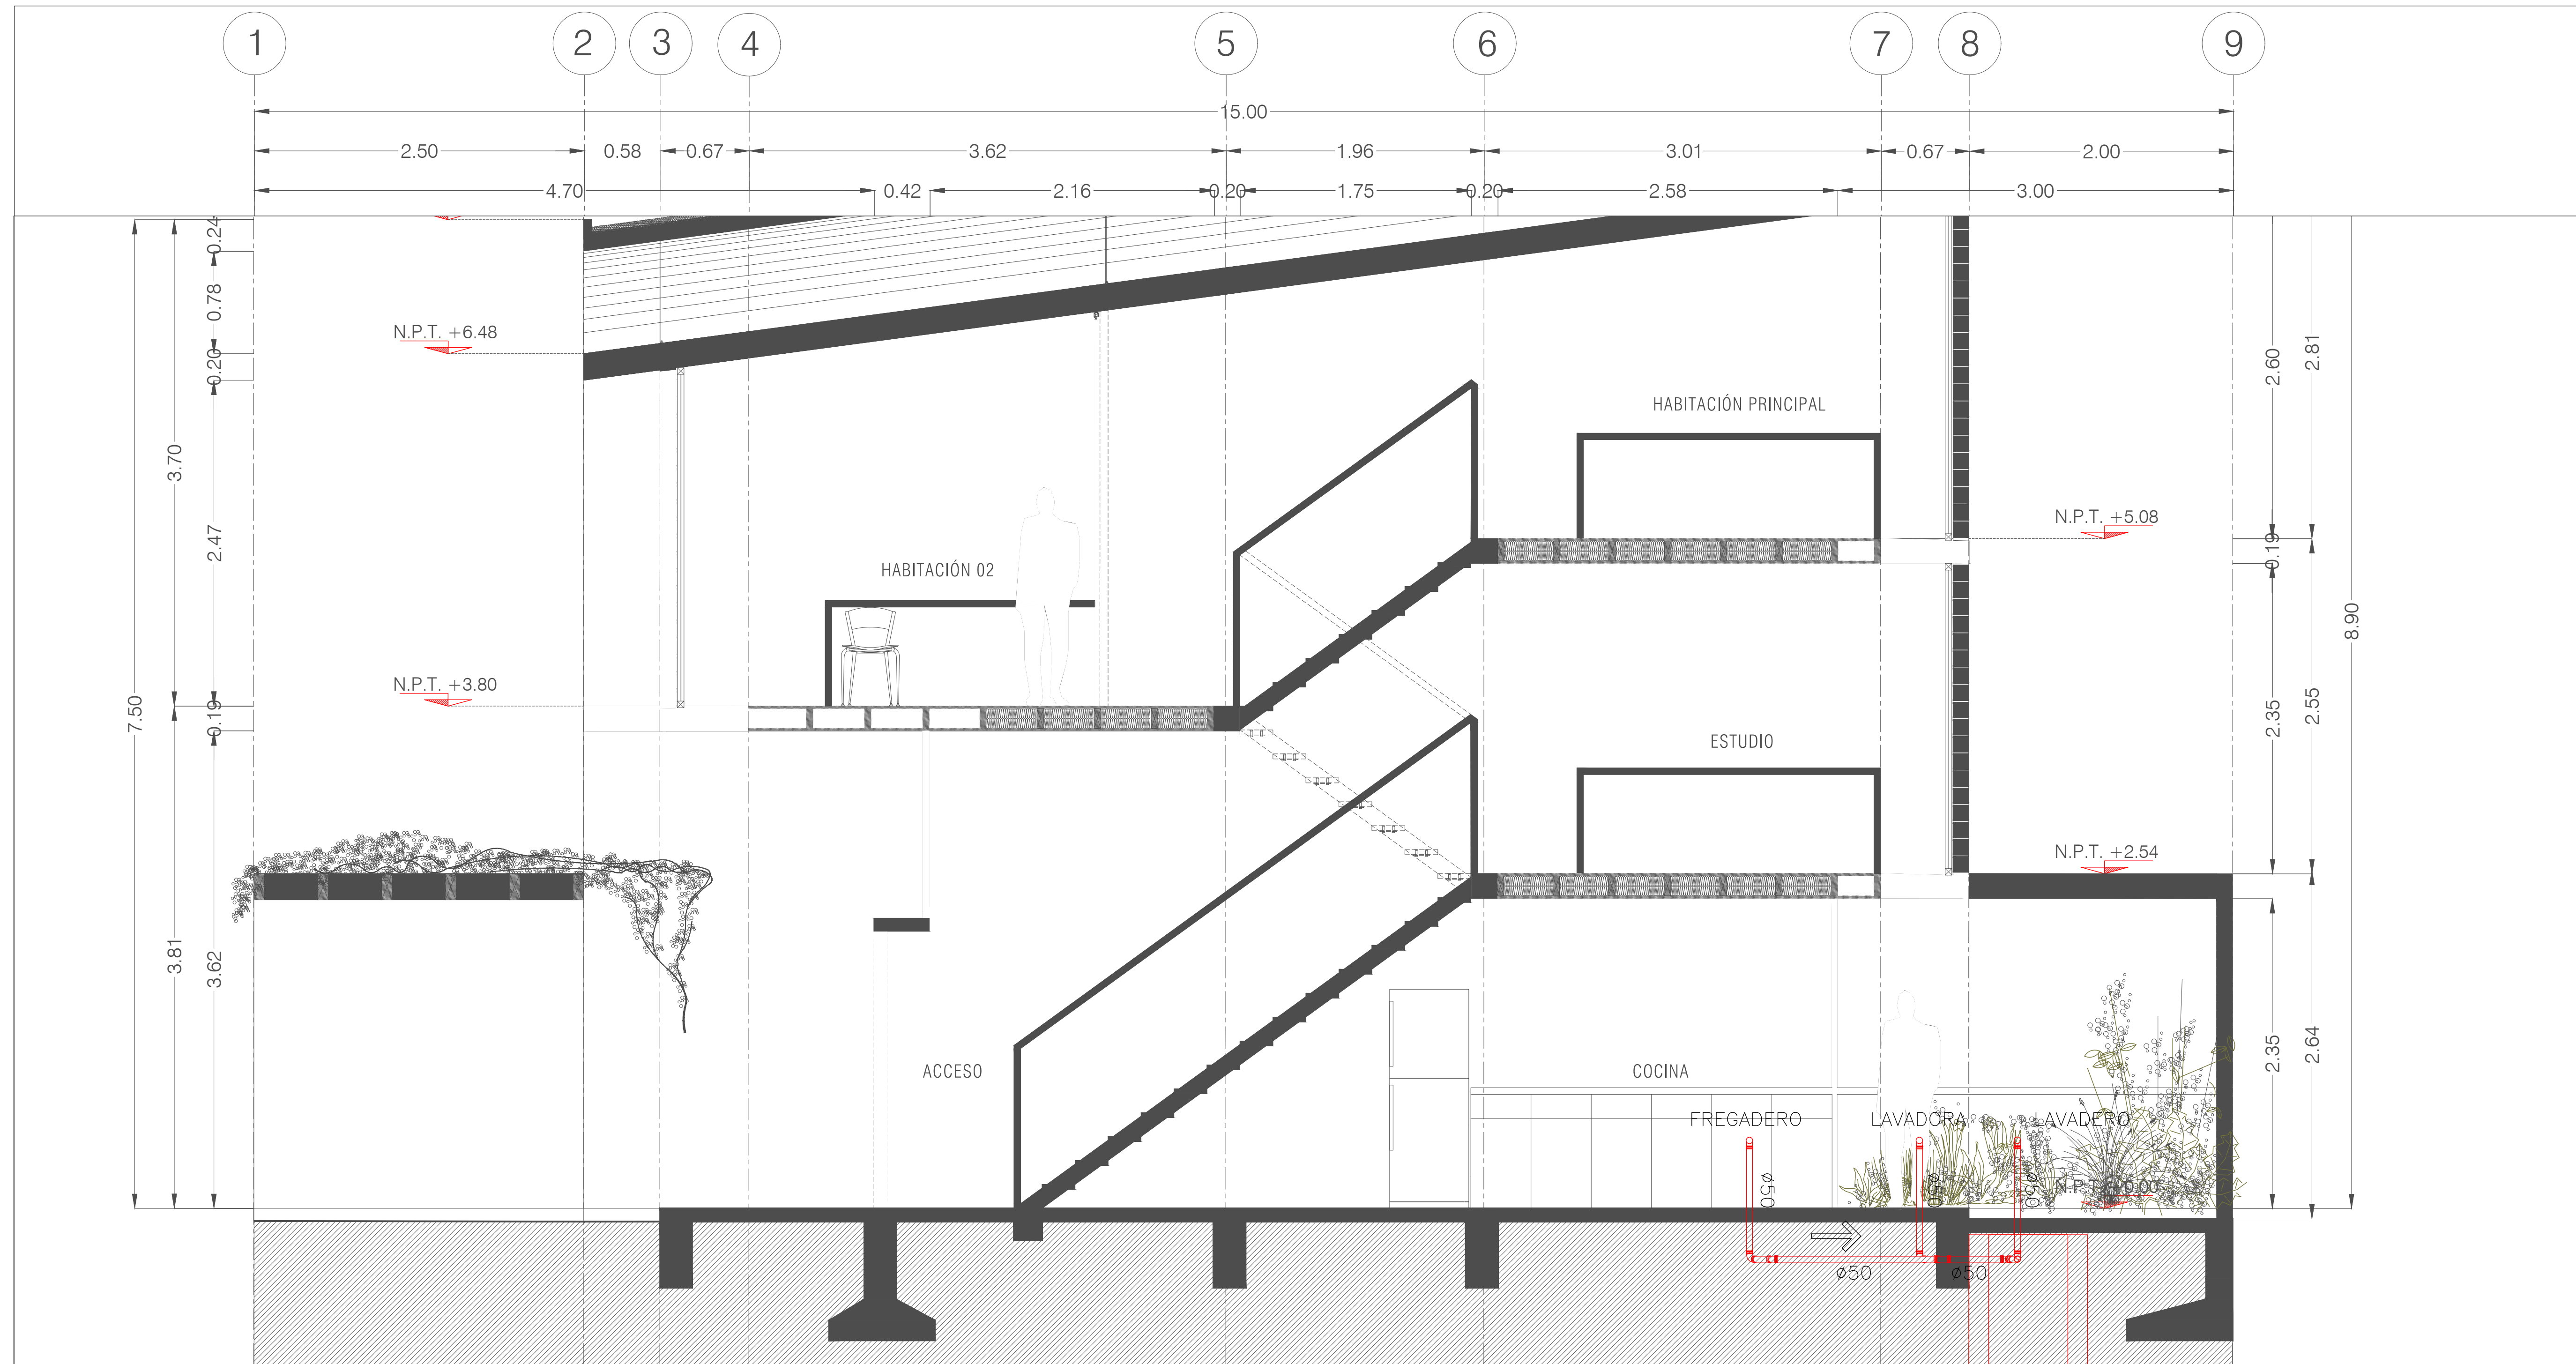 1 2 3 4 5 6 7 8 9
15.00
2.50 0.58 0.67 3.62 1.96 3.01 0.67 2.00
4.70 0.42 2.16 0.20 1.75 0.20 2.58 3.00
0.24
0.78
0.20
2.47
0.19
3.62
3.70
3.81
7.50
N.P.T. +6.48
N.P.T. +3.80
HABITACIÓN 02
HABITACIÓN PRINCIPAL
ESTUDIO
ACCESO
COCINA
FREGADERO LAVADORA LAVADERO
ø50 ø50 ø50
ø50 ø50
N.P.T. +5.08
N.P.T. +2.54
N.P.T. +0.00
2.60
0.19
2.35
2.35
2.81
2.55
2.64
8.90